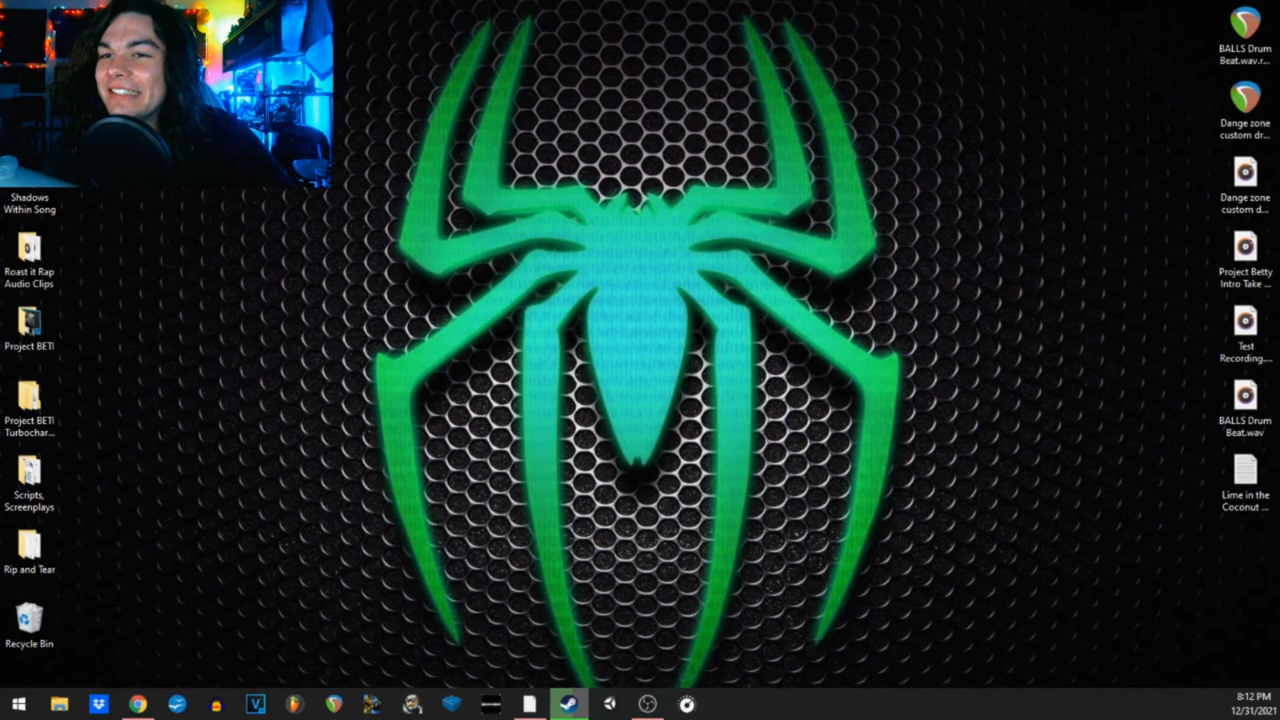 Shadows
Within Song
Roast it Rap
Audio Clips
Project BETI
Project BETI
Turbochar...
Scripts,
Screenplays
Rip and Tear
Recycle Bin
BALLS Drum
Beat.wav.r...
Dange zone
custom dr...
Dange zone
custom d...
Project Betty
Intro Take ...
Test
Recording....
BALLS Drum
Beat.wav
Lime in the
Coconut ...
8:12 PM
12/31/2021